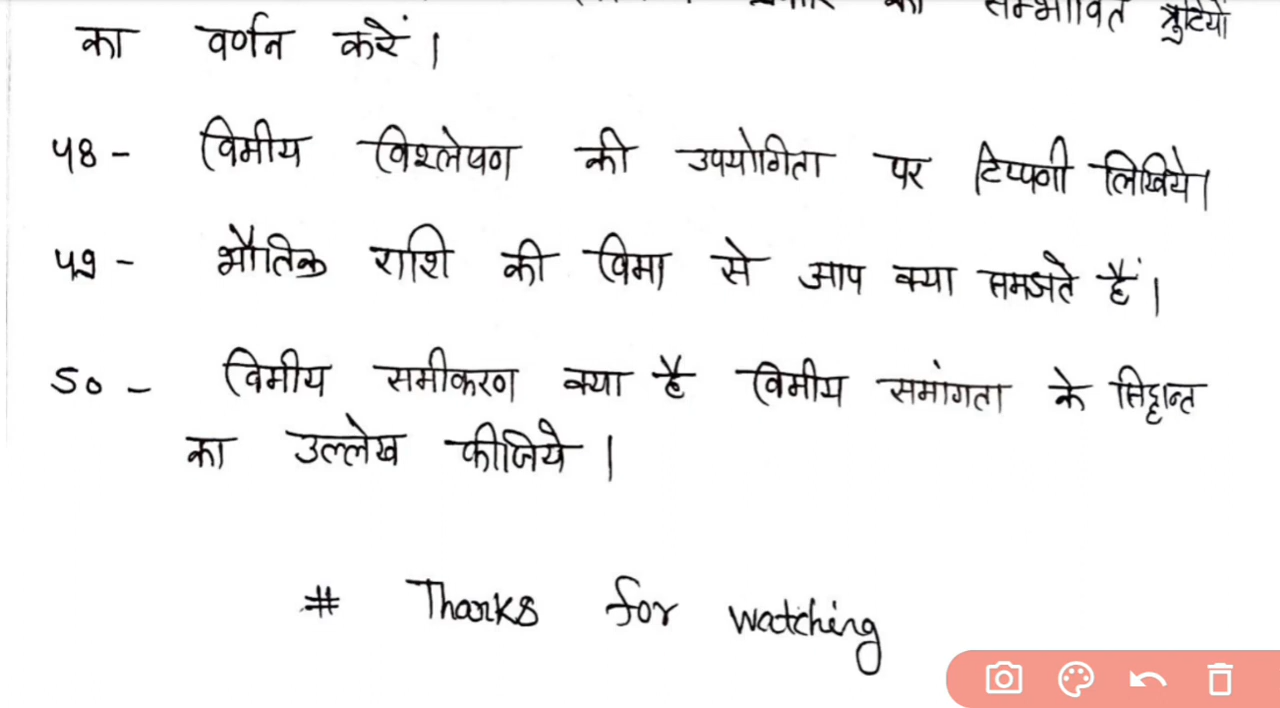 सम्भावित त्रुटियों
का वर्णन करें।
48 - विमीय विश्लेषण की उपयोगिता पर टिप्पणी लिखिये।
49 - भौतिक राशि की विमा से आप क्या समझते हैं।
50 - विमीय समीकरण क्या है विमीय समांगता के सिद्दान्त
का उल्लेख कीजिये।
# Thanks for watching